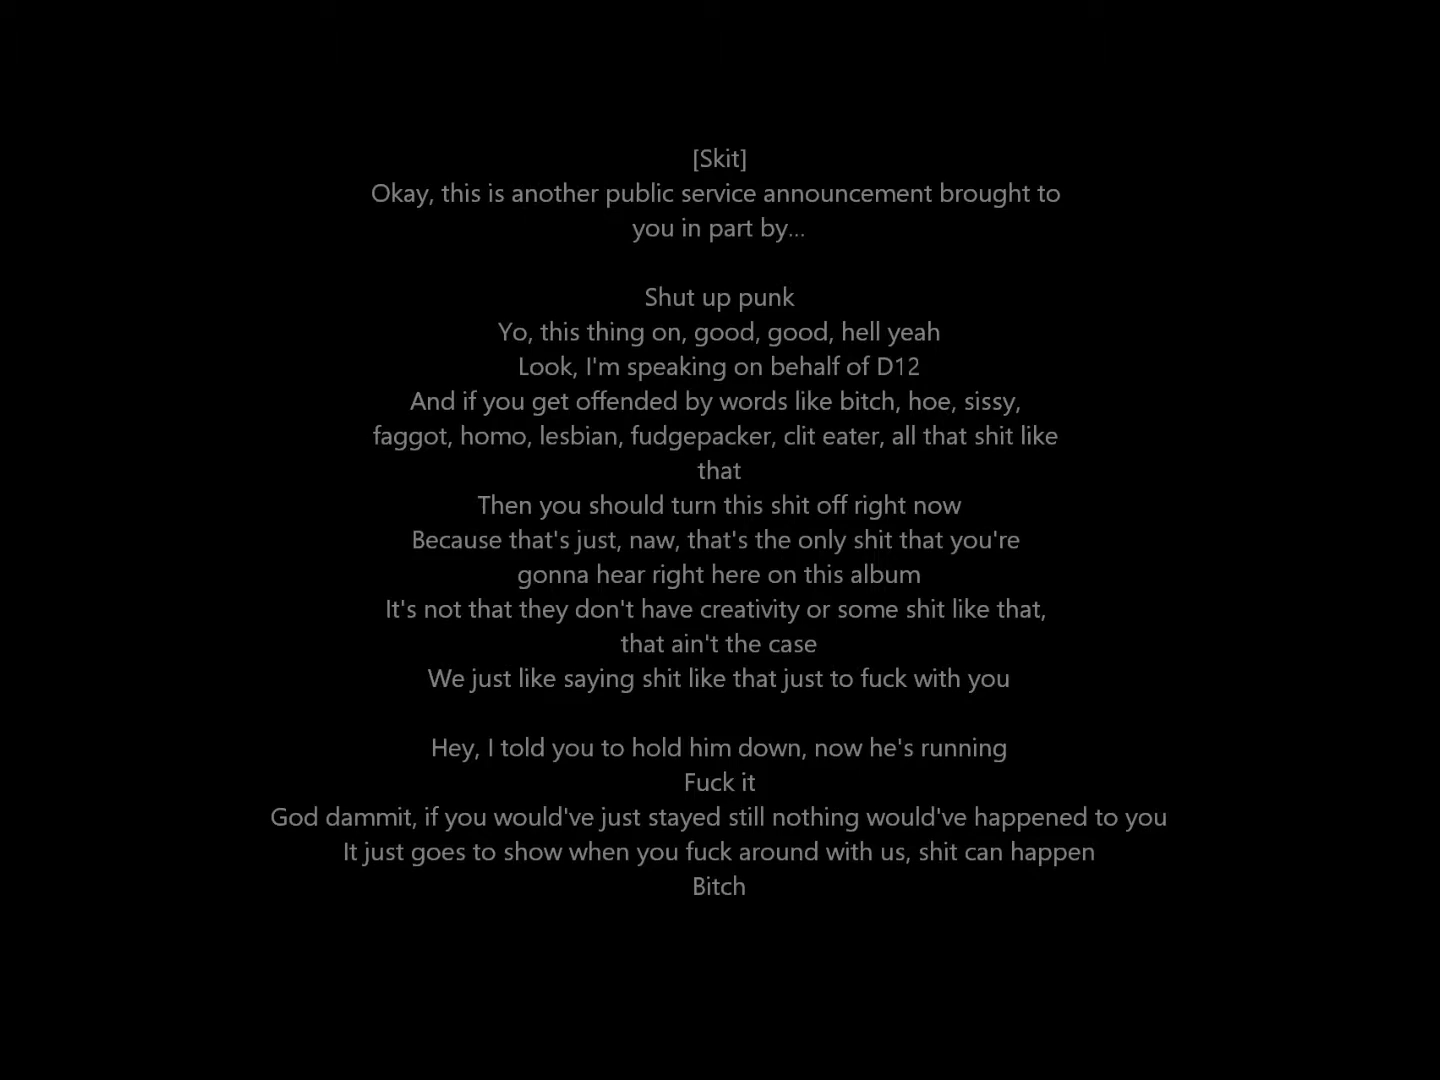 [Skit]
Okay, this is another public service announcement brought to
you in part by...
Shut up punk
Yo, this thing on, good, good, hell yeah
Look, I'm speaking on behalf of D12
And if you get offended by words like bitch, hoe, sissy,
faggot, homo, lesbian, fudgepacker, clit eater, all that shit like
that
Then you should turn this shit off right now
Because that's just, naw, that's the only shit that you're
gonna hear right here on this album
It's not that they don't have creativity or some shit like that,
that ain't the case
We just like saying shit like that just to fuck with you
Hey, I told you to hold him down, now he's running
Fuck it
God dammit, if you would've just stayed still nothing would've happened to you
It just goes to show when you fuck around with us, shit can happen
Bitch